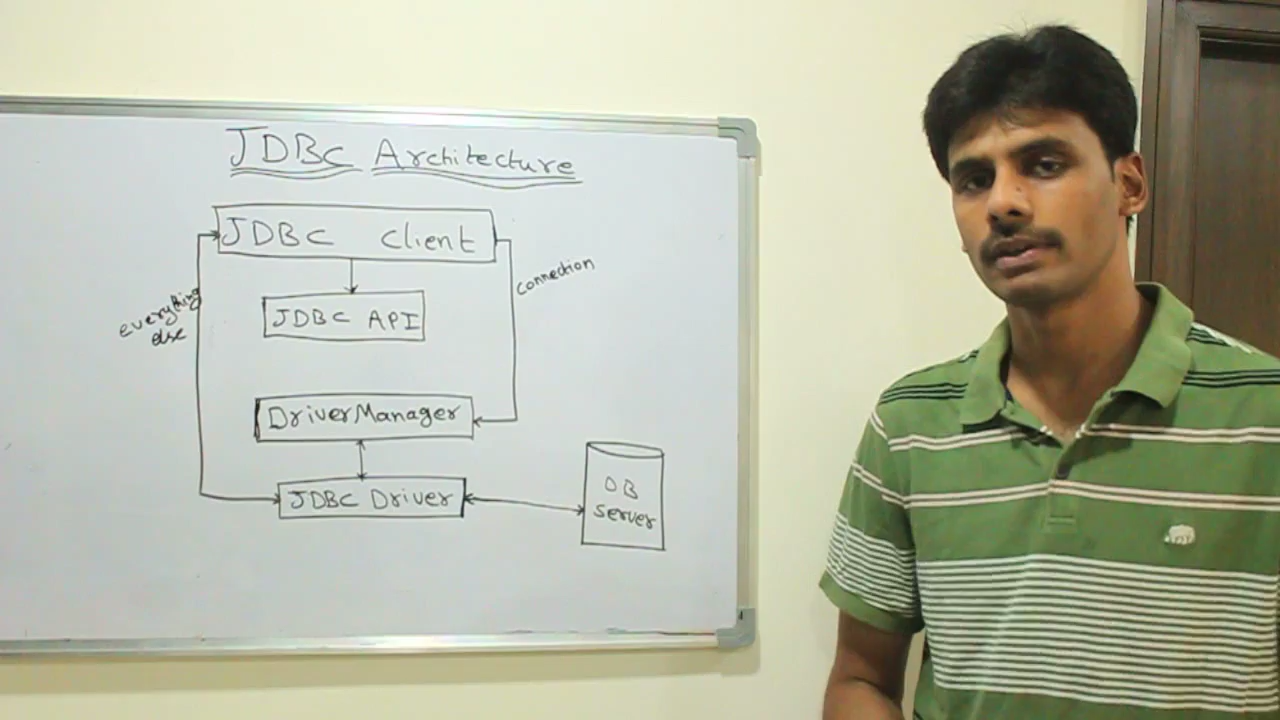 JDBC Architecture
JDBC client
connection
everything
else
JDBC API
DriverManager
JDBC Driver
DB
server